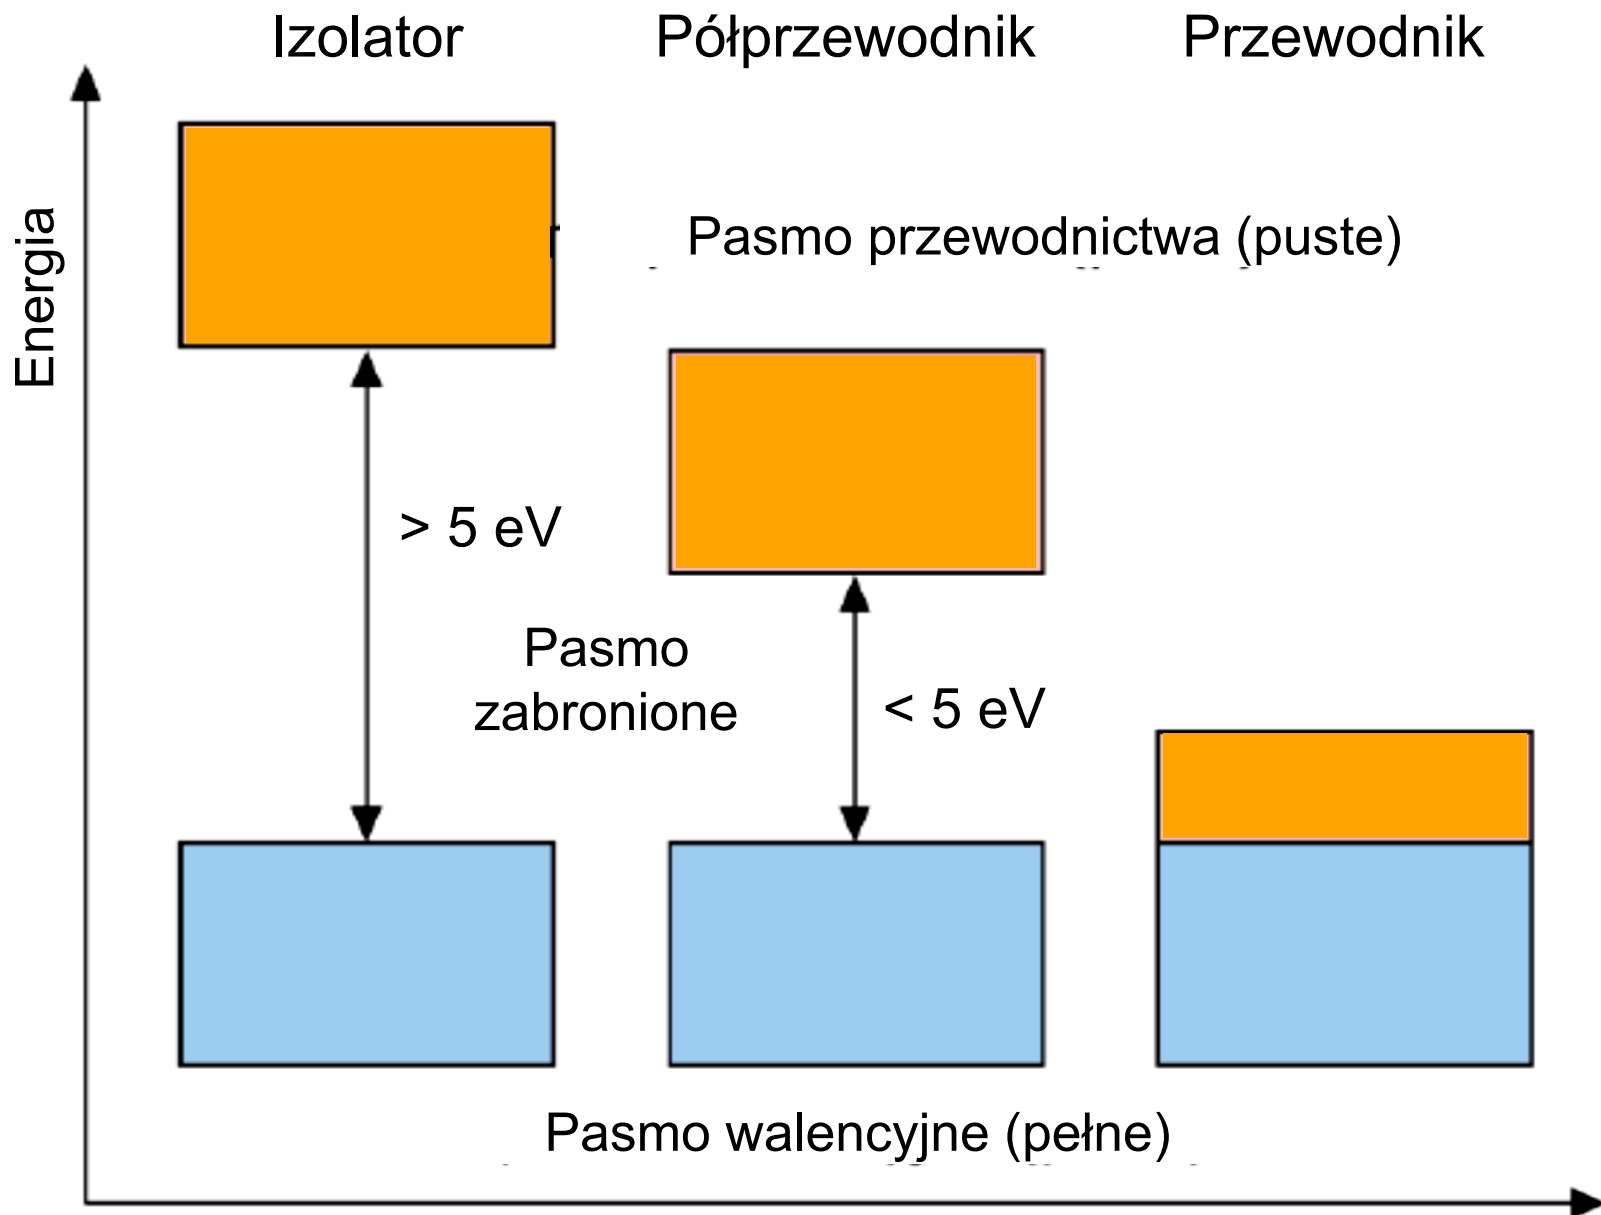 Izolator
Półprzewodnik
Przewodnik
Energia
Pasmo przewodnictwa (puste)
> 5 eV
Pasmo
zabronione
< 5 eV
Pasmo walencyjne (pełne)